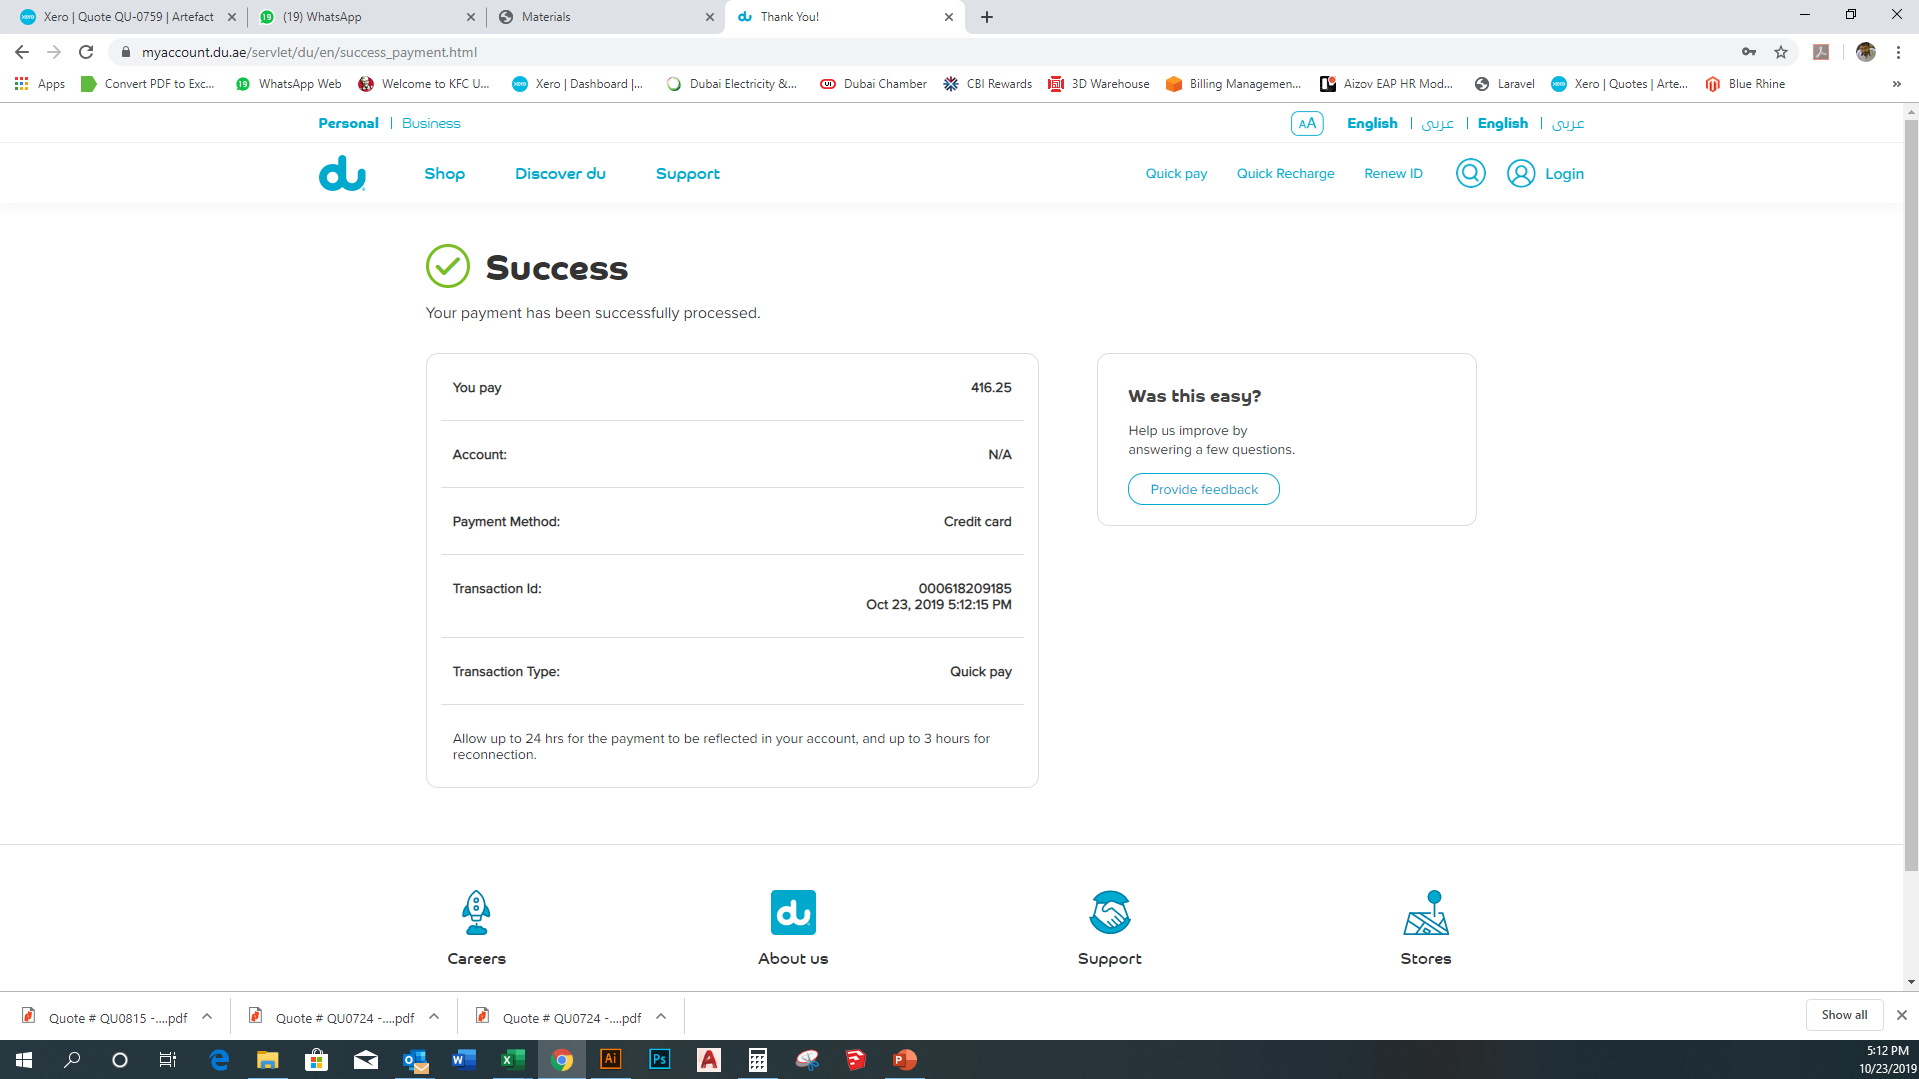 Xero | Quote QU-0759 | Artefact
(19) WhatsApp
Materials
Thank You!
myaccount.du.ae/servlet/du/en/success_payment.html
Apps
Convert PDF to Exc...
WhatsApp Web
Welcome to KFC U...
Xero | Dashboard |...
Dubai Electricity &...
Dubai Chamber
CBI Rewards
3D Warehouse
Billing Managemen...
Aizov EAP HR Mod...
Laravel
Xero | Quotes | Arte...
Blue Rhine
»
Personal | Business
AA
English | عربى | English | عربى
du
Shop
Discover du
Support
Quick pay
Quick Recharge
Renew ID
Login
Success
Your payment has been successfully processed.
You pay 416.25
Account: N/A
Payment Method: Credit card
Transaction Id: 000618209185
Oct 23, 2019 5:12:15 PM
Transaction Type: Quick pay
Allow up to 24 hrs for the payment to be reflected in your account, and up to 3 hours for
reconnection.
Was this easy?
Help us improve by
answering a few questions.
Provide feedback
du
Careers
About us
Support
Stores
Quote # QU0815 -....pdf
Quote # QU0724 -....pdf
Quote # QU0724 -....pdf
Show all
5:12 PM
10/23/2019